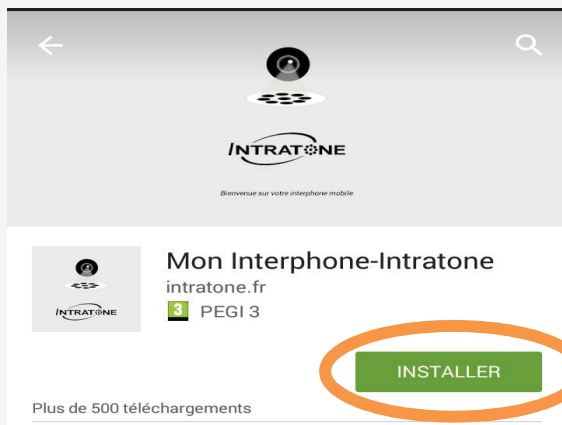 INTRATONE
Bienvenue sur votre interphone mobile
INTRATONE
Mon Interphone-Intratone
intratone.fr
3 PEGI 3
INSTALLER
Plus de 500 téléchargements